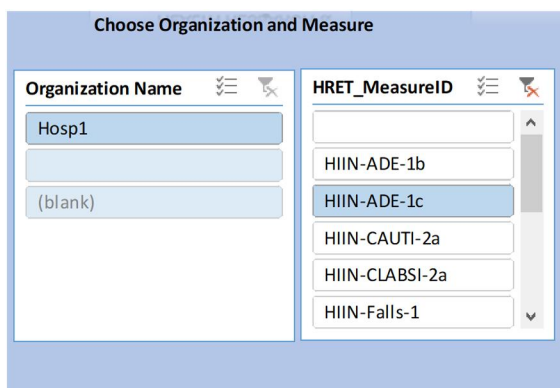 Choose Organization and Measure
Organization Name
Hosp1
(blank)
HRET_MeasureID
HIIN-ADE-1b
HIIN-ADE-1c
HIIN-CAUTI-2a
HIIN-CLABSI-2a
HIIN-Falls-1